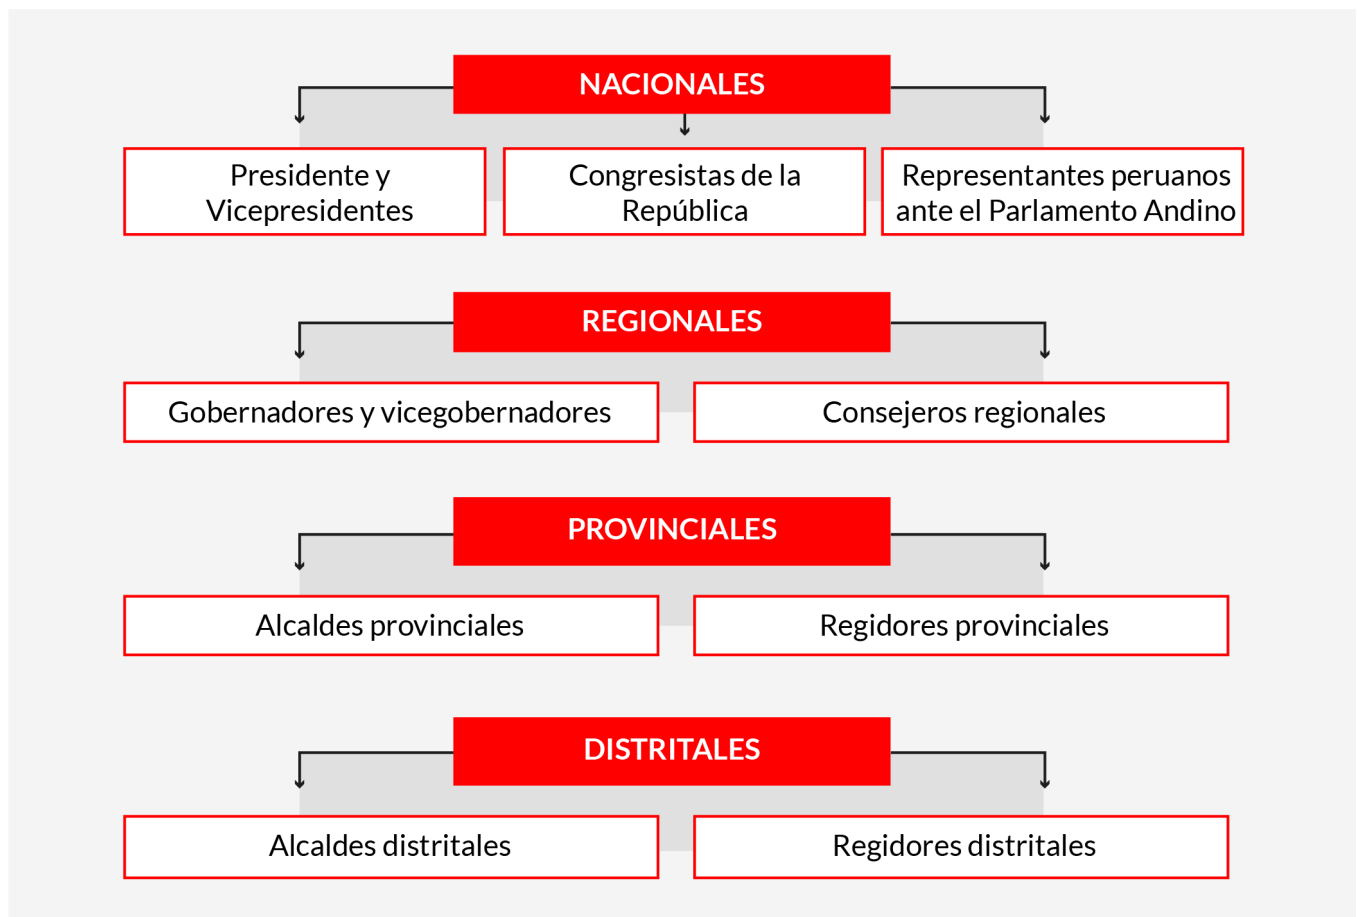 NACIONALES
Presidente y
Vicepresidentes
Congresistas de la
República
Representantes peruanos
ante el Parlamento Andino
REGIONALES
Gobernadores y vicegobernadores
Consejeros regionales
PROVINCIALES
Alcaldes provinciales
Regidores provinciales
DISTRITALES
Alcaldes distritales
Regidores distritales